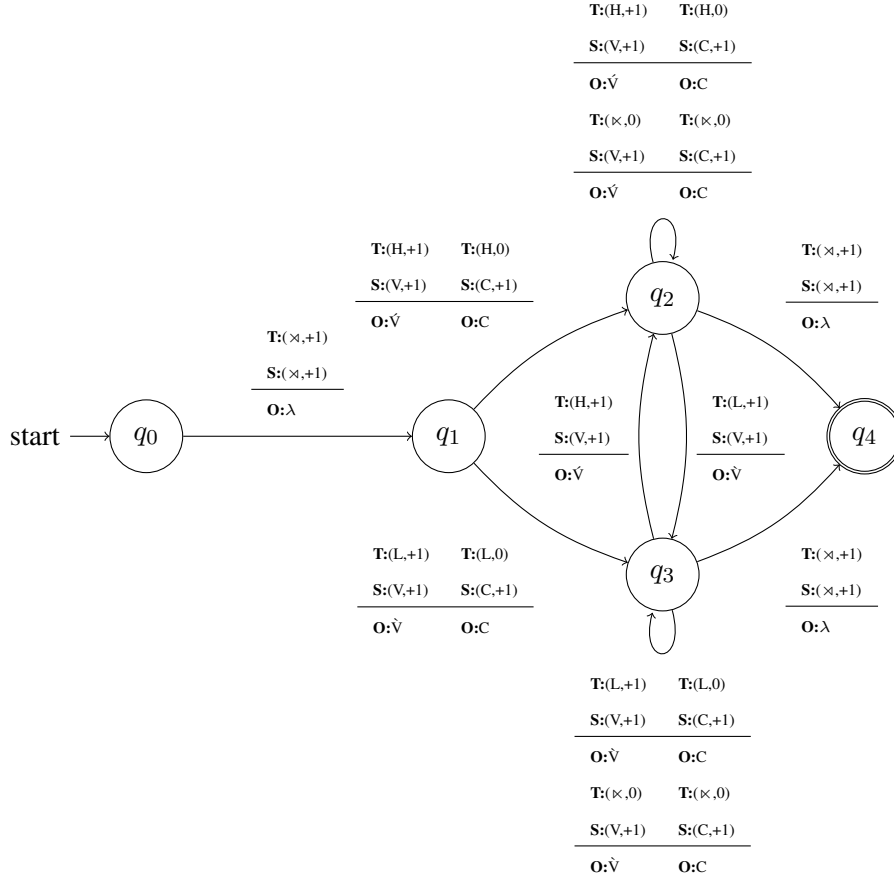 T:(H,+1) T:(H,0)
S:(V,+1) S:(C,+1)
O:V́ O:C
T:(⋉,0) T:(⋉,0)
S:(V,+1) S:(C,+1)
O:V́ O:C
T:(H,+1) T:(H,0)
S:(V,+1) S:(C,+1)
O:V́ O:C
T:(⋊,+1)
S:(⋊,+1)
O:λ
q2
T:(⋊,+1)
S:(⋊,+1)
O:λ
start
q0
q1
T:(H,+1)
S:(V,+1)
O:V́
T:(L,+1)
S:(V,+1)
O:V̀
q4
T:(L,+1) T:(L,0)
S:(V,+1) S:(C,+1)
O:V̀ O:C
q3
T:(⋊,+1)
S:(⋊,+1)
O:λ
T:(L,+1) T:(L,0)
S:(V,+1) S:(C,+1)
O:V̀ O:C
T:(⋉,0) T:(⋉,0)
S:(V,+1) S:(C,+1)
O:V̀ O:C